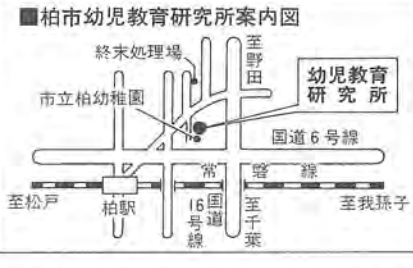 ■柏市幼児教育研究所案内図
終末処理場
至野田
幼児教育
研究所
市立柏幼稚園
国道6号線
常磐線
至松戸
柏駅
国道
16号線
至千葉
至我孫子